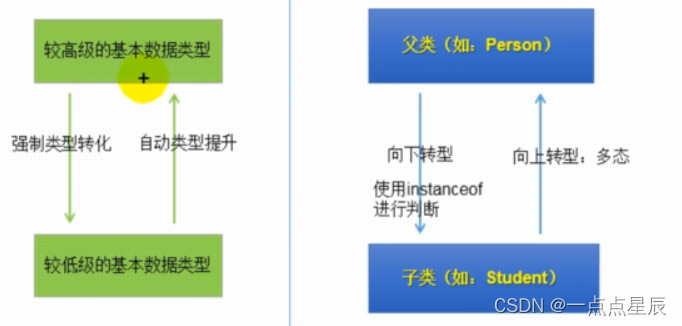 较高级的基本数据类型
强制类型转化
自动类型提升
较低级的基本数据类型
父类（如：Person）
向下转型
使用instanceof
进行判断
向上转型：多态
子类（如：Student）
CSDN @一点点星辰